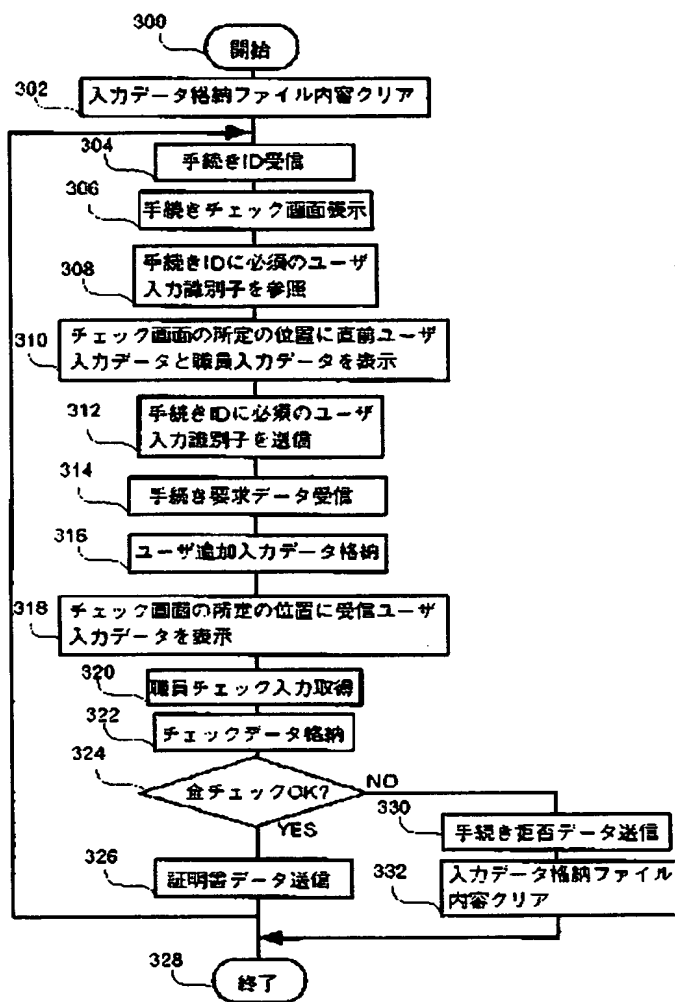 300
開始
302
入力データ格納ファイル内容クリア
304
手続きID受信
306
手続きチェック画面表示
308
手続きIDに必須のユーザ
入力識別子を参照
310
チェック画面の所定の位置に直前ユーザ
入力データと職員入力データを表示
312
手続きIDに必須のユーザ
入力識別子を送信
314
手続き要求データ受信
316
ユーザ追加入力データ格納
318
チェック画面の所定の位置に受信ユーザ
入力データを表示
320
職員チェック入力取得
322
チェックデータ格納
324
全チェックOK?
NO
YES
330
手続き拒否データ送信
326
証明書データ送信
332
入力データ格納ファイル
内容クリア
328
終了